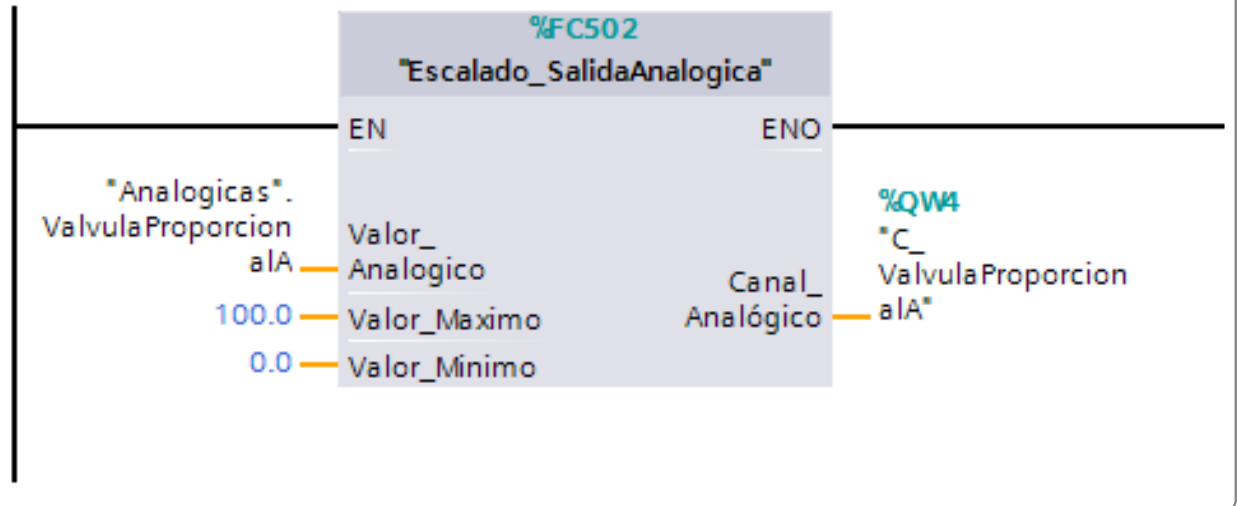 %FC502
"Escalado_SalidaAnalogica"
EN
ENO
"Analogicas".
ValvulaProporcion
alA
Valor_
Analogico
100.0
Valor_Maximo
0.0
Valor_Minimo
Canal_
Analógico
%QW4
"C_
ValvulaProporcion
alA"